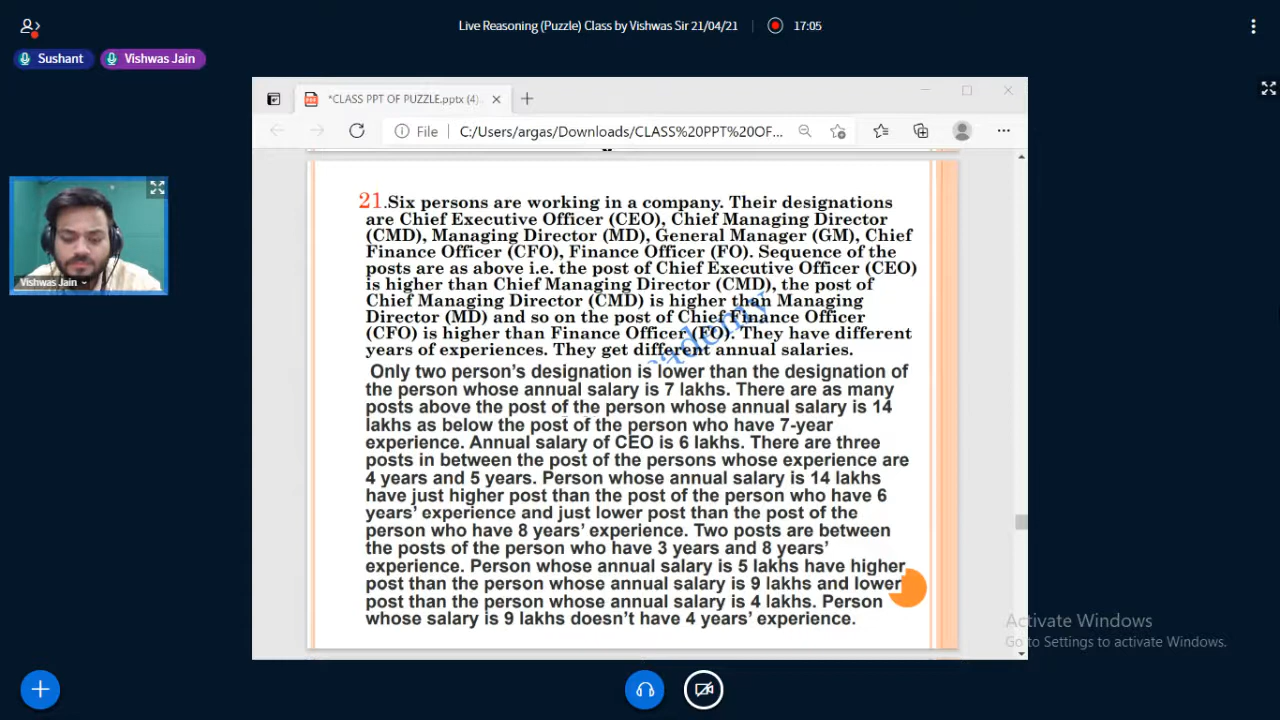 Live Reasoning (Puzzle) Class by Vishwas Sir 21/04/21
17:05
Sushant
Vishwas Jain
*CLASS PPT OF PUZZLE.pptx (4).
File
C:/Users/argas/Downloads/CLASS%20PPT%20OF...
Vishwas Jain
21.Six persons are working in a company. Their designations
are Chief Executive Officer (CEO), Chief Managing Director
(CMD), Managing Director (MD), General Manager (GM), Chief
Finance Officer (CFO), Finance Officer (FO). Sequence of the
posts are as above i.e. the post of Chief Executive Officer (CEO)
is higher than Chief Managing Director (CMD), the post of
Chief Managing Director (CMD) is higher than Managing
Director (MD) and so on the post of Chief Finance Officer
(CFO) is higher than Finance Officer (FO). They have different
years of experiences. They get different annual salaries.
Only two person's designation is lower than the designation of
the person whose annual salary is 7 lakhs. There are as many
posts above the post of the person whose annual salary is 14
lakhs as below the post of the person who have 7-year
experience. Annual salary of CEO is 6 lakhs. There are three
posts in between the post of the persons whose experience are
4 years and 5 years. Person whose annual salary is 14 lakhs
have just higher post than the post of the person who have 6
years' experience and just lower post than the post of the
person who have 8 years' experience. Two posts are between
the posts of the person who have 3 years and 8 years'
experience. Person whose annual salary is 5 lakhs have higher
post than the person whose annual salary is 9 lakhs and lower
post than the person whose annual salary is 4 lakhs. Person
whose salary is 9 lakhs doesn't have 4 years' experience.
Activate Windows
Go to Settings to activate Windows.